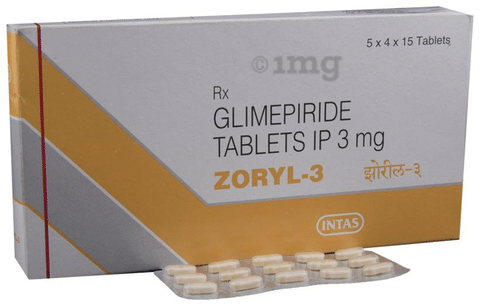 5 x 4 x 15 Tablets
©1mg
Rx
GLIMEPIRIDE
TABLETS IP 3 mg
ZORYL-3 झोरील-३
INTAS